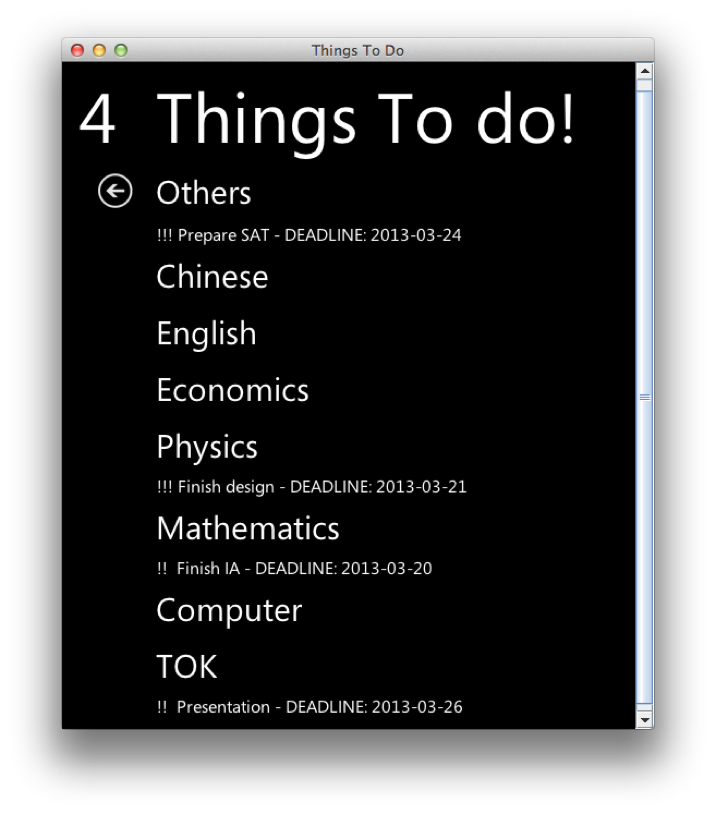 Things To Do
4 Things To do!
Others
!!! Prepare SAT - DEADLINE: 2013-03-24
Chinese
English
Economics
Physics
!!! Finish design - DEADLINE: 2013-03-21
Mathematics
!!  Finish IA - DEADLINE: 2013-03-20
Computer
TOK
!!  Presentation - DEADLINE: 2013-03-26